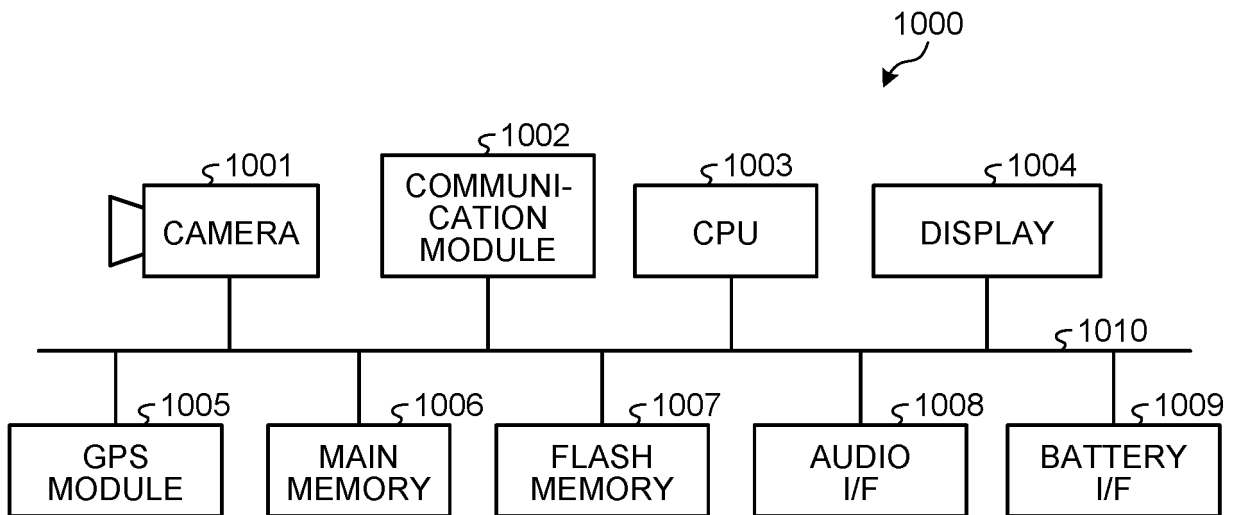 1000
1001
CAMERA
1002
COMMUNI-
CATION
MODULE
1003
CPU
1004
DISPLAY
1010
1005
GPS
MODULE
1006
MAIN
MEMORY
1007
FLASH
MEMORY
1008
AUDIO
I/F
1009
BATTERY
I/F